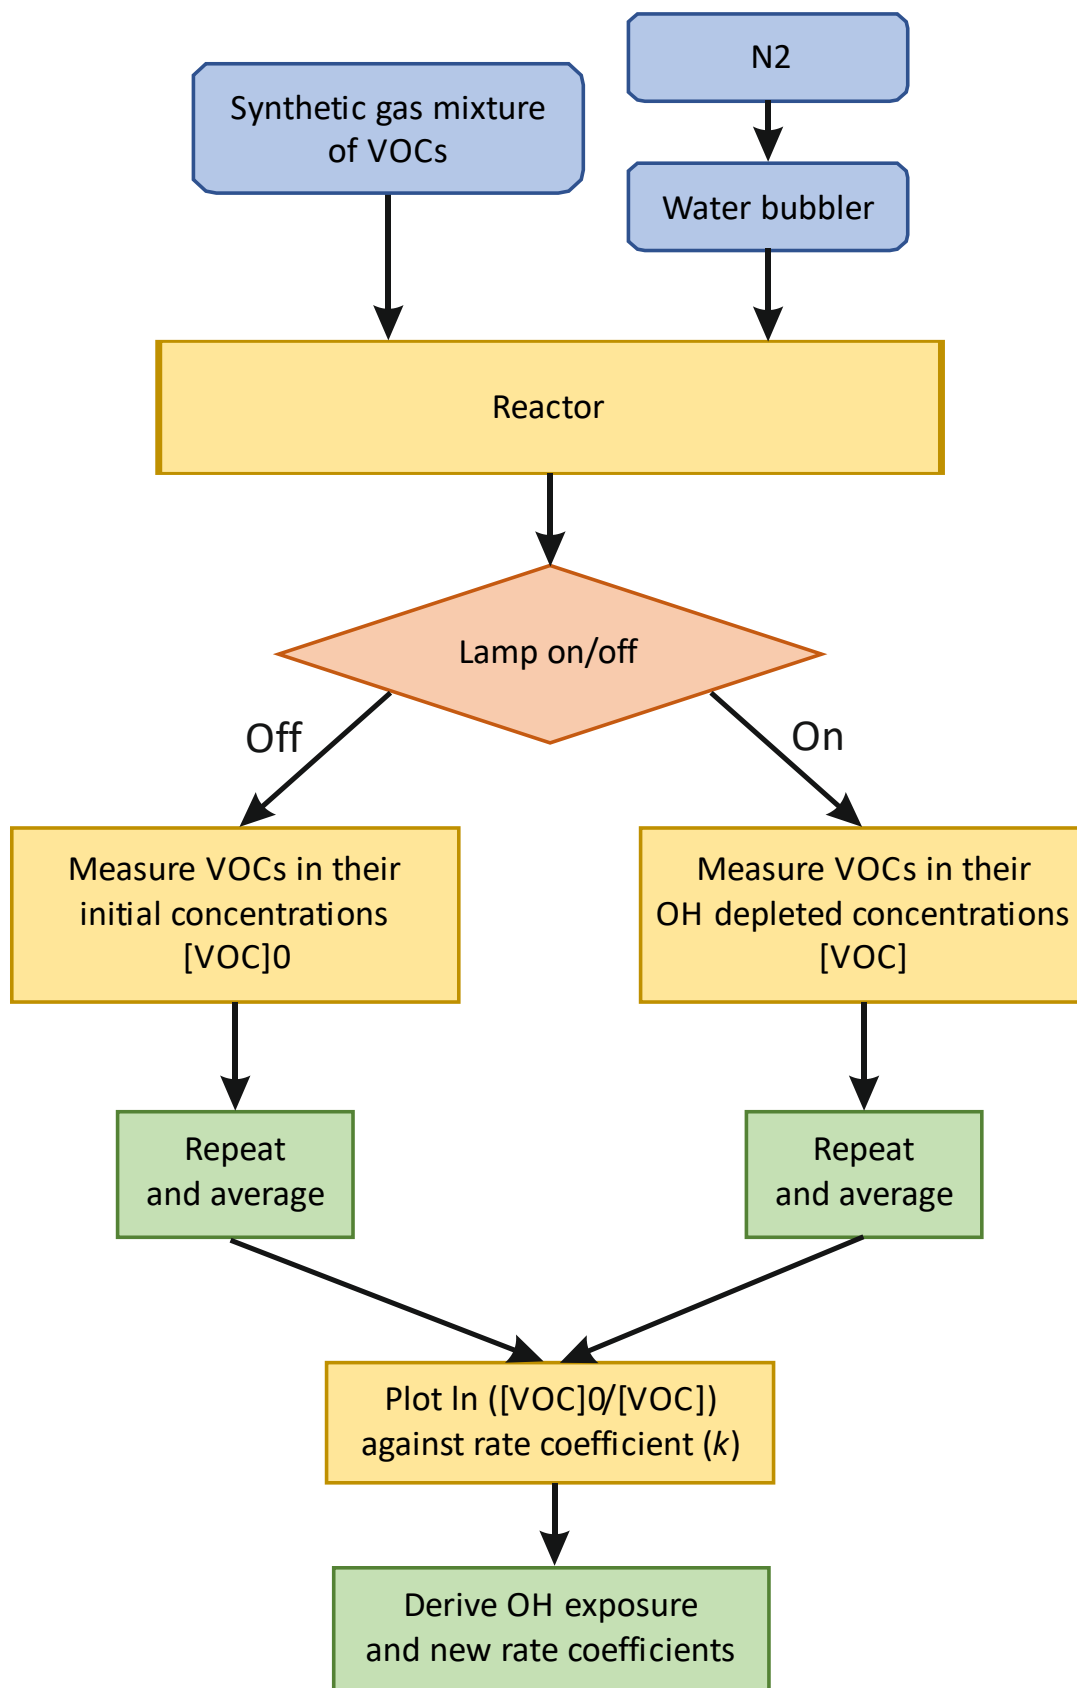 N2
Synthetic gas mixture
of VOCs
Water bubbler
Reactor
Lamp on/off
Off
On
Measure VOCs in their
initial concentrations
[VOC]0
Measure VOCs in their
OH depleted concentrations
[VOC]
Repeat
and average
Repeat
and average
Plot ln ([VOC]0/[VOC])
against rate coefficient (k)
Derive OH exposure
and new rate coefficients